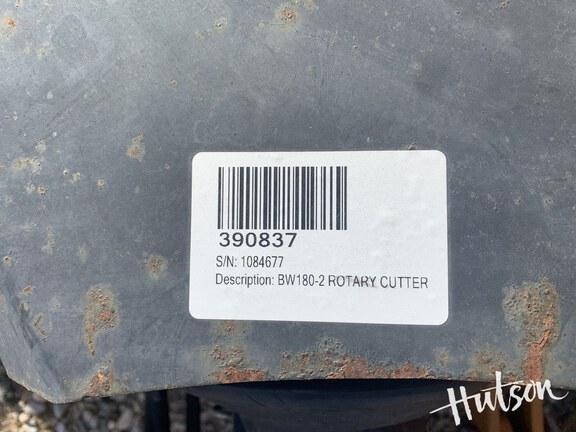 390837
S/N: 1084677
Description: BW180-2 ROTARY CUTTER
Hutson